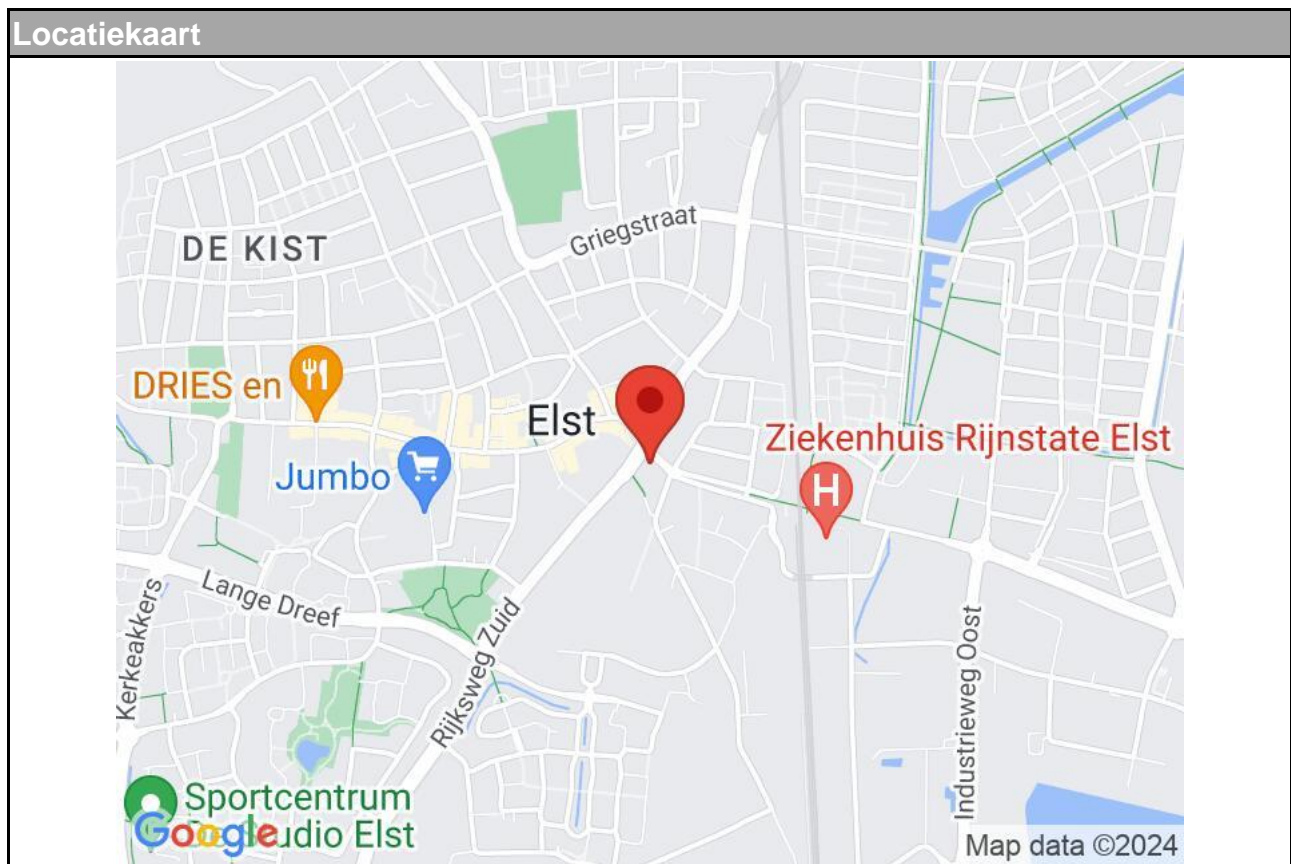 Locatiekaart
Griegstraat
DE KIST
DRIES en
Elst
Ziekenhuis Rijnstate Elst
Jumbo
H
Lange Dreef
Kerkeakkers
Rijksweg Zuid
Industrieweg Oost
Sportcentrum
Google
udio Elst
Map data ©2024